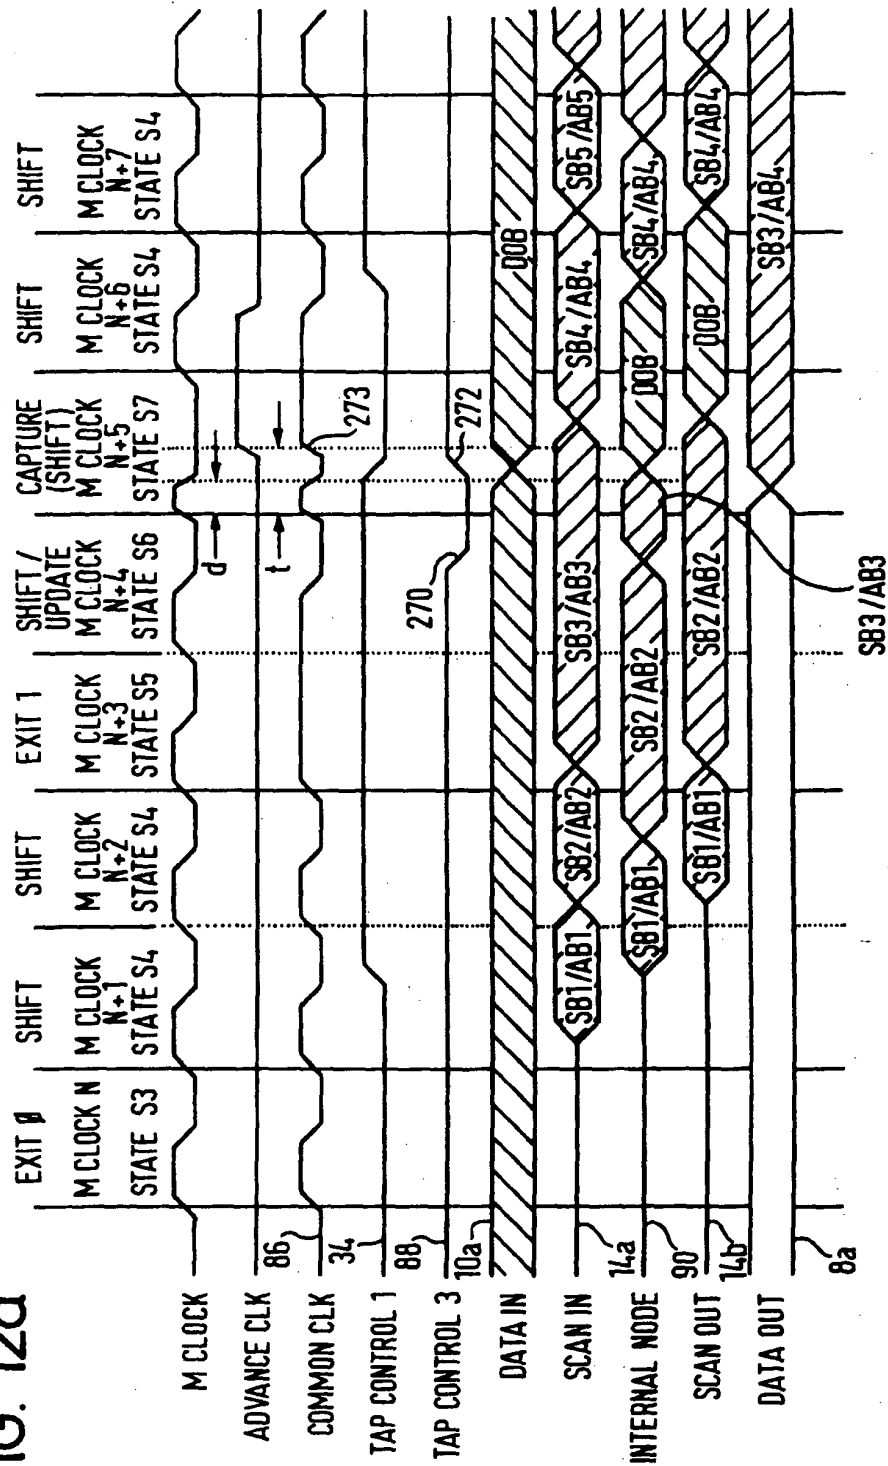 FIG. 12a
EXIT Ø
M CLOCK N
STATE S3
SHIFT
M CLOCK
N+1
STATE S4
SHIFT
M CLOCK
N+2
STATE S4
EXIT 1
M CLOCK
N+3
STATE S5
SHIFT /
UPDATE
M CLOCK
N+4
STATE S6
CAPTURE
(SHIFT)
M CLOCK
N+5
STATE S7
SHIFT
M CLOCK
N+6
STATE S4
SHIFT
M CLOCK
N+7
STATE S4
M CLOCK
d
ADVANCE CLK
t
86
COMMON CLK
273
34
TAP CONTROL 1
88
TAP CONTROL 3
270
272
10a
DATA IN
DOB
SCAN IN
14a
SB1/AB1
SB2/AB2
SB3/AB3
SB4/AB4
SB5/AB5
INTERNAL NODE
90
SB1/AB1
SB2/AB2
DOB
SB4/AB4
SCAN OUT
14b
SB1/AB1
SB2/AB2
DOB
SB4/AB4
DATA OUT
8a
SB3/AB4
SB3/AB3